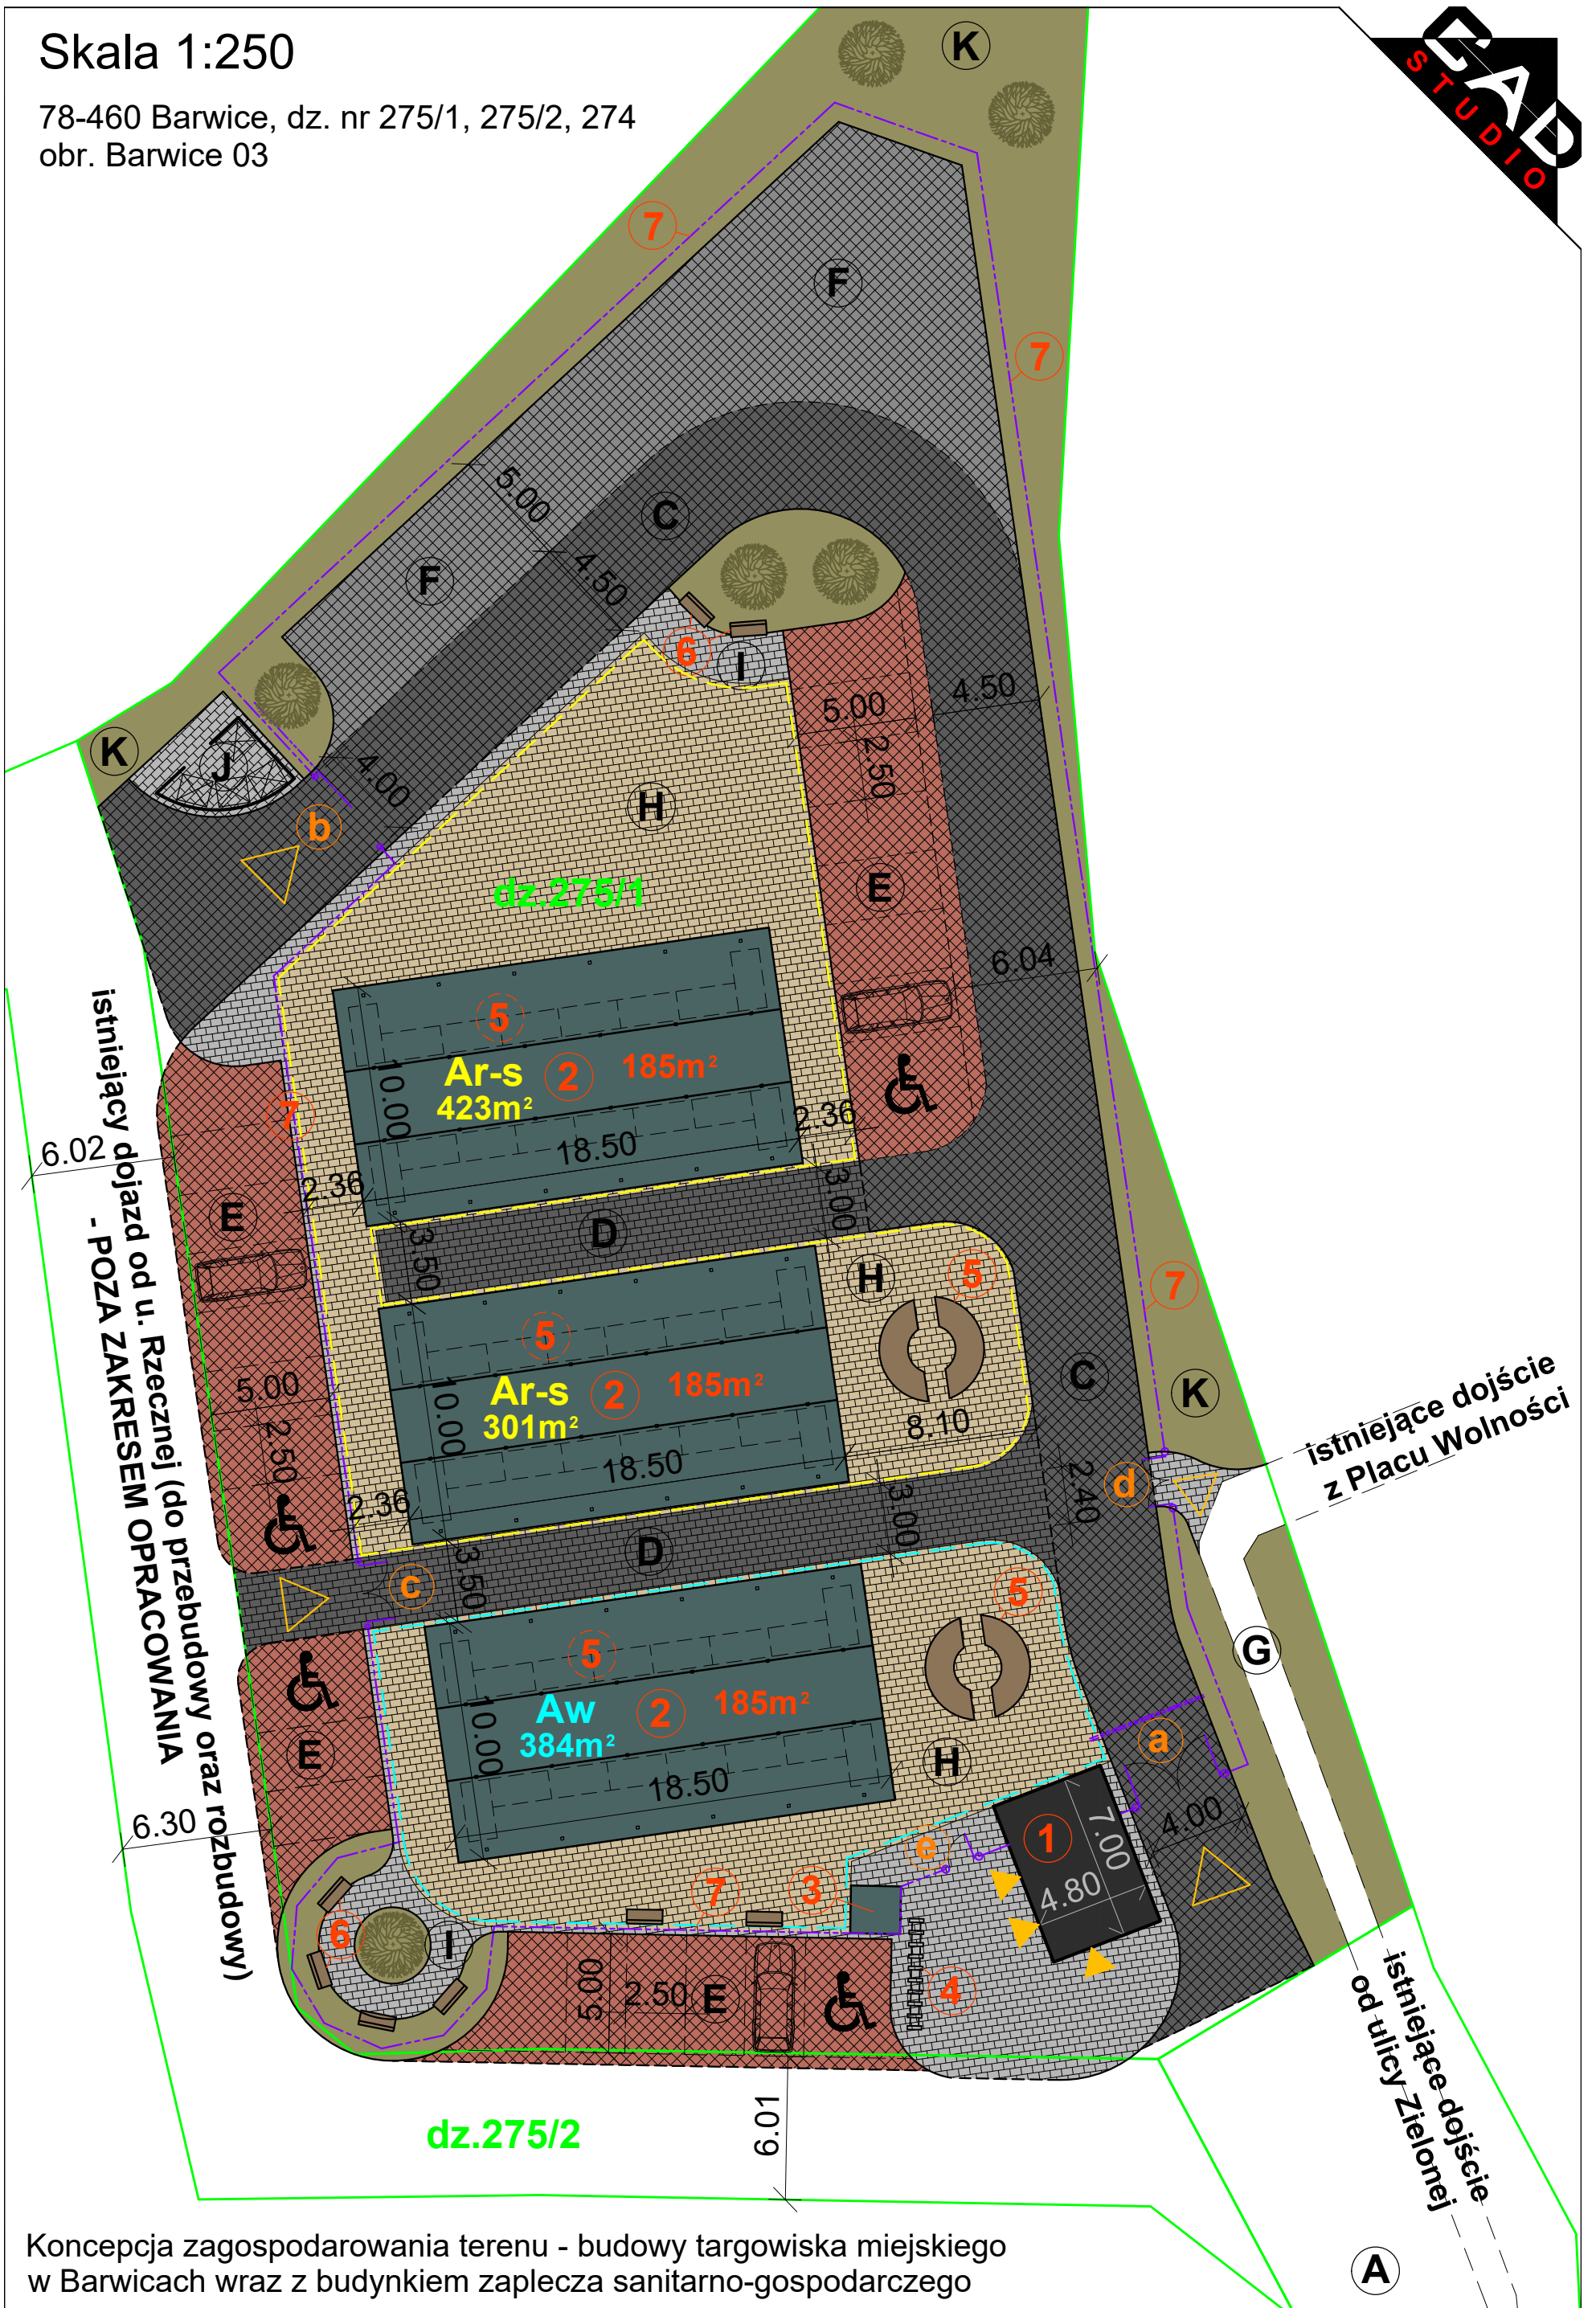 Skala 1:250
78-460 Barwice, dz. nr 275/1, 275/2, 274
obr. Barwice 03
CAD
STUDIO
K
7
F
7
5.00
C
4.50
F
6
I
5.00
4.50
2.50
K
J
4.00
b
H
E
dz.275/1
6.04
5
Ar-s
423m²
2
185m²
10.00
18.50
2.36
7
6.02
2.36
E
3.00
D
3.50
H
5
7
5
Ar-s
301m²
2
185m²
10.00
18.50
8.10
C
K
5.00
2.50
2.36
istniejące dojście
z Placu Wolności
d
2.40
3.00
D
c
3.50
5
5
G
E
Aw
384m²
2
185m²
10.00
18.50
H
a
6.30
istniejący dojazd od u. Rzecznej (do przebudowy oraz rozbudowy)
- POZA ZAKRESEM OPRACOWANIA
1
7.00
4.80
4.00
e
7
3
6
I
5.00
2.50
E
4
istniejące dojście
od ulicy Zielonej
dz.275/2
6.01
A
Koncepcja zagospodarowania terenu - budowy targowiska miejskiego
w Barwicach wraz z budynkiem zaplecza sanitarno-gospodarczego